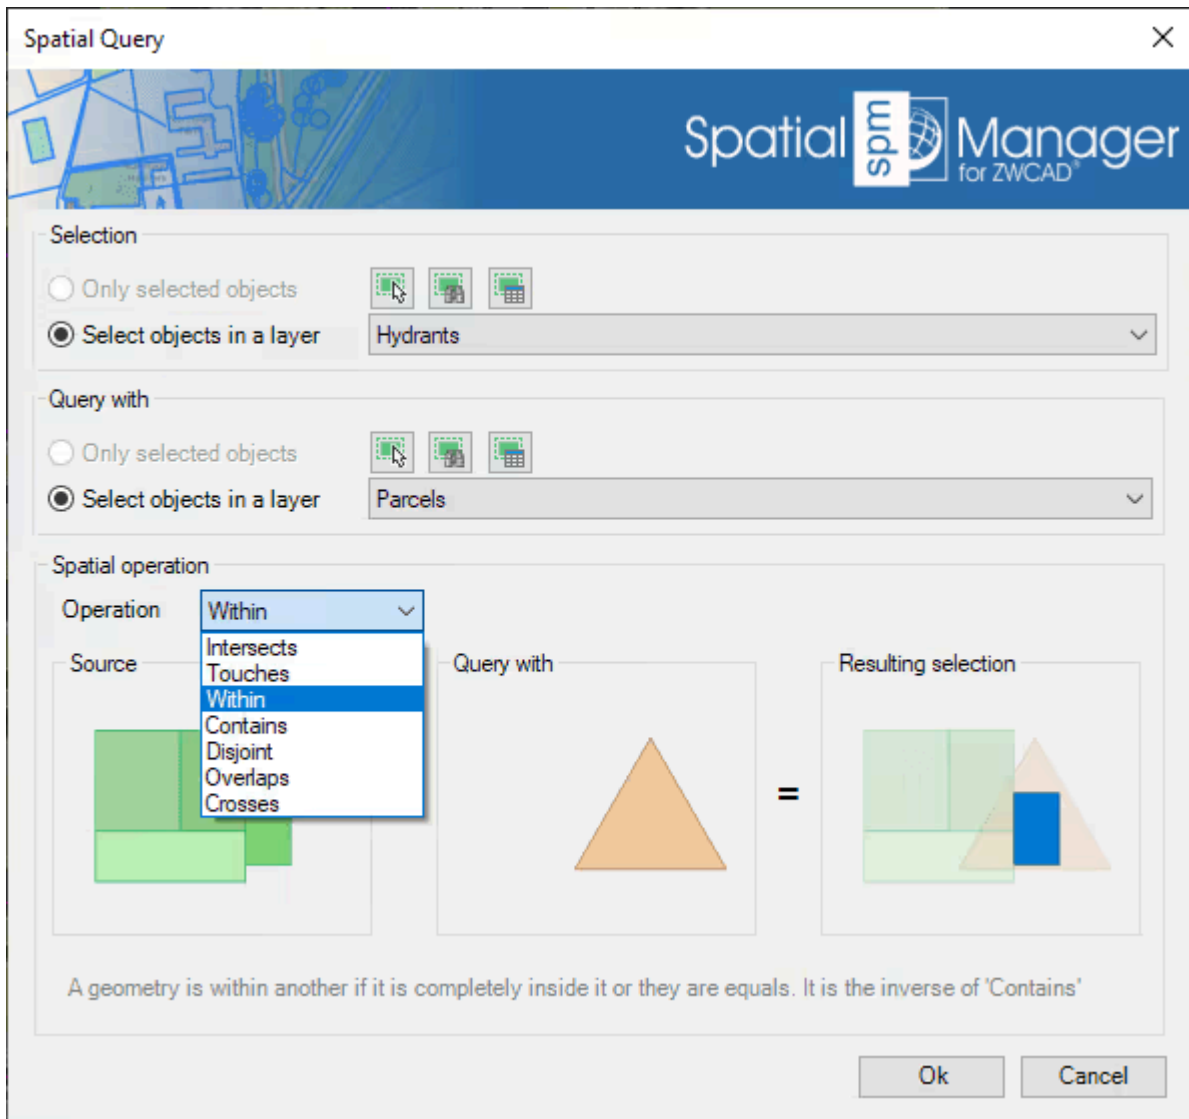 Spatial Query
Spatial spm Manager
for ZWCAD®
Selection
Only selected objects
Select objects in a layer Hydrants
Query with
Only selected objects
Select objects in a layer Parcels
Spatial operation
Operation Within
Intersects
Touches
Within
Contains
Disjoint
Overlaps
Crosses
Source Query with Resulting selection
=
A geometry is within another if it is completely inside it or they are equals. It is the inverse of 'Contains'
Ok Cancel